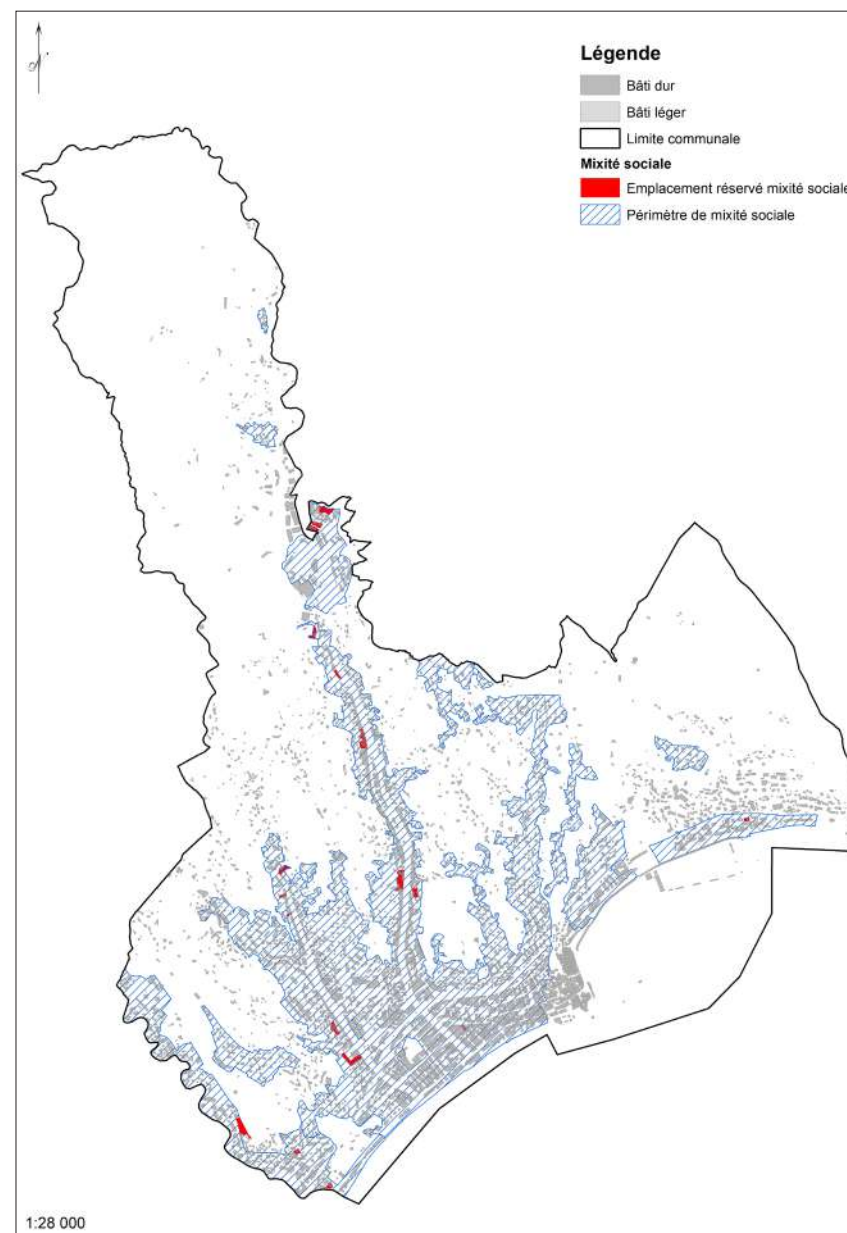 Légende
Bâti dur
Bâti léger
Limite communale
Mixité sociale
Emplacement réservé mixité sociale
Périmètre de mixité sociale
1:28 000